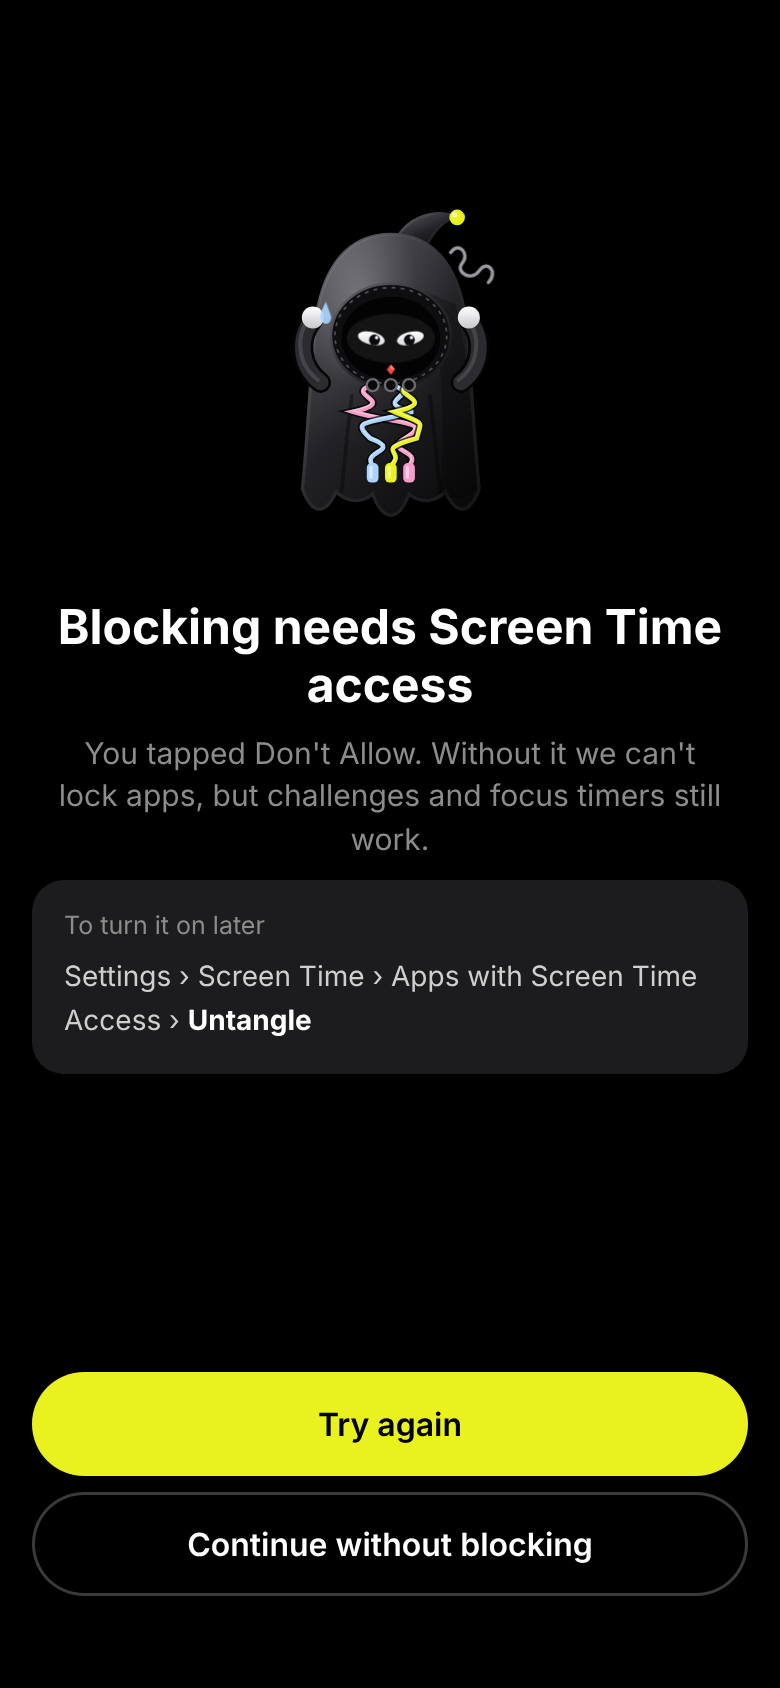 Blocking needs Screen Time
access
You tapped Don't Allow. Without it we can't
lock apps, but challenges and focus timers still
work.
To turn it on later
Settings › Screen Time › Apps with Screen Time
Access › Untangle
Try again
Continue without blocking